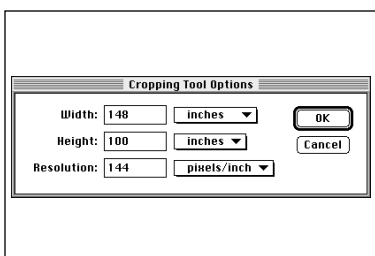 Cropping Tool Options
Width: 148 inches
OK
Height: 100 inches
Cancel
Resolution: 144 pixels/inch